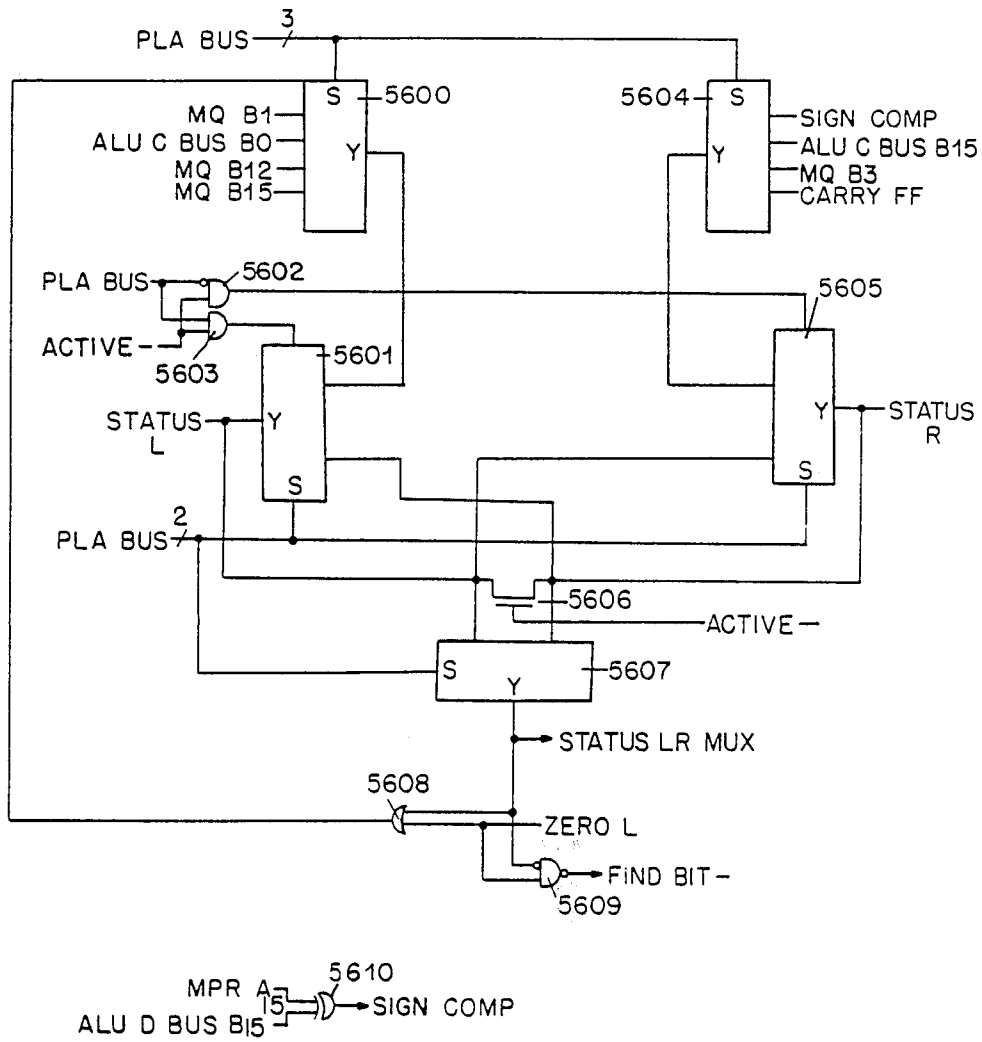 3
PLA BUS
S
5600
5604
S
MQ B1
SIGN COMP
ALU C BUS B0
Y
Y
ALU C BUS B15
MQ B12
MQ B3
MQ B15
CARRY FF
PLA BUS
5602
5605
ACTIVE-
5603
5601
STATUS L
Y
Y
STATUS R
S
S
2
PLA BUS
5606
ACTIVE-
S
5607
Y
STATUS LR MUX
5608
ZERO L
FiND BIT-
5609
5610
MPR A15
SIGN COMP
ALU D BUS B15